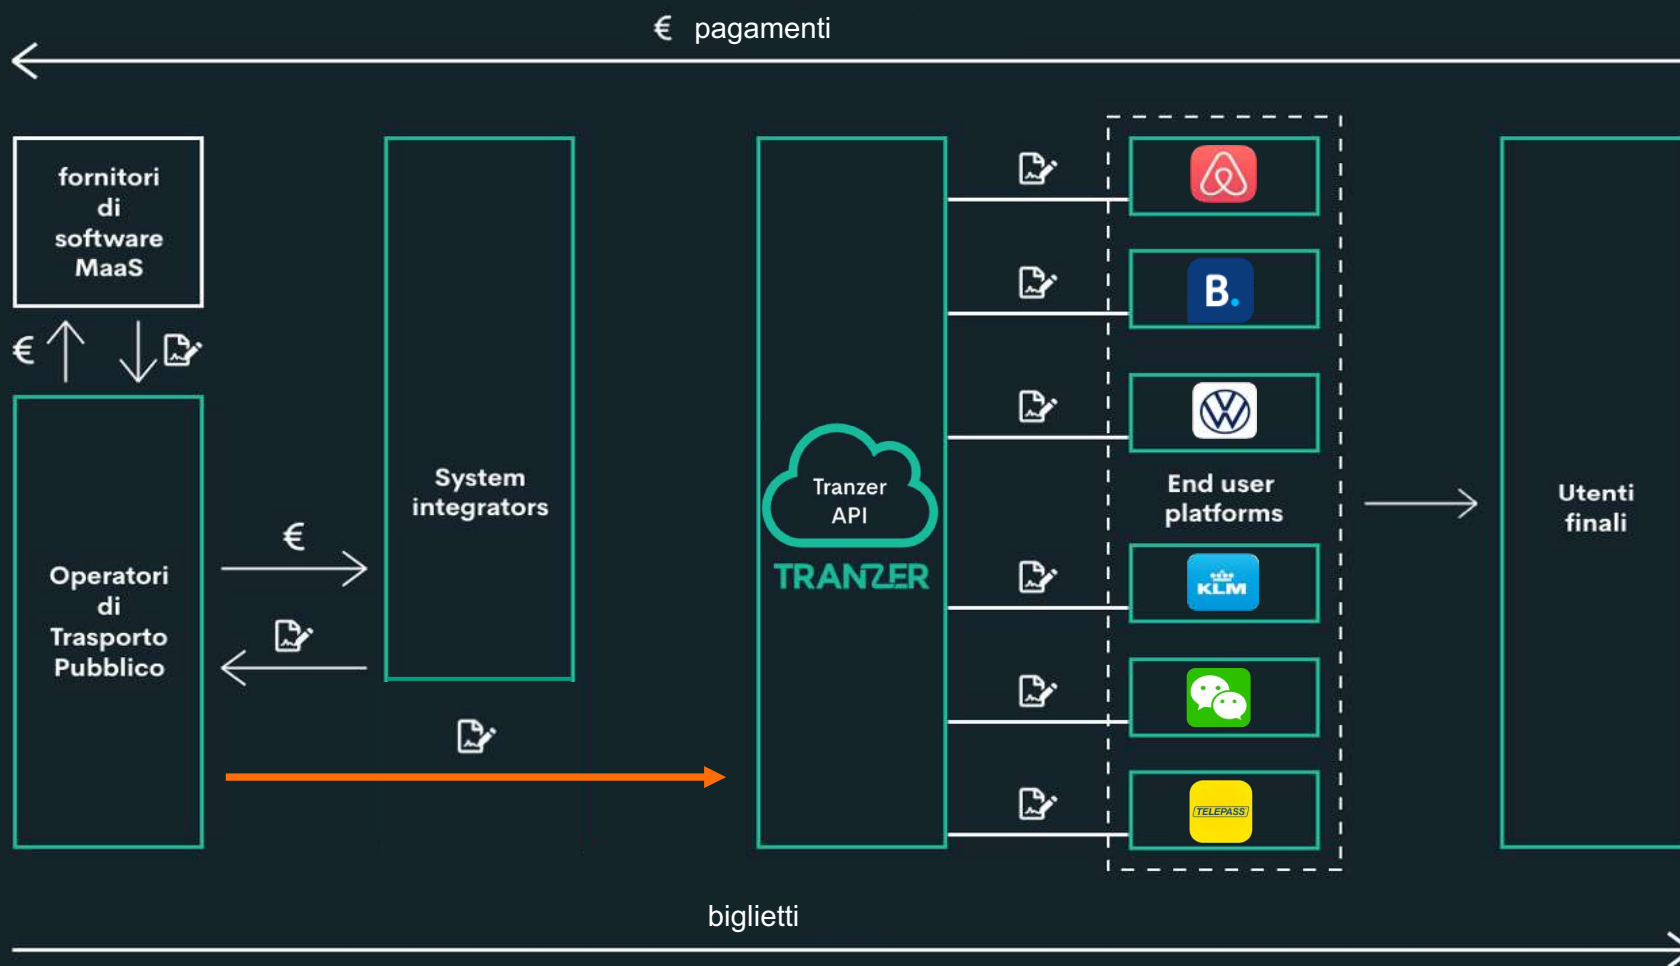 € pagamenti
fornitori
di
software
MaaS
€
Operatori
di
Trasporto
Pubblico
€
System
integrators
Tranzer
API
TRANZER
B.
End user
platforms
KLM
TELEPASS
Utenti
finali
biglietti